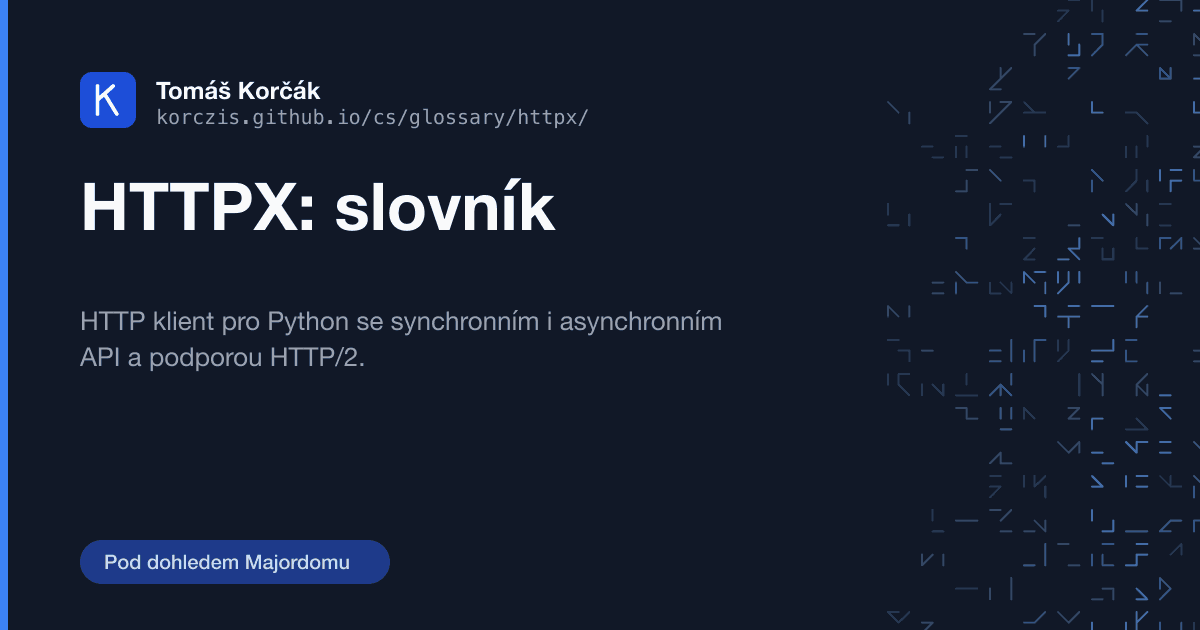 K
Tomáš Korčák
korczis.github.io/cs/glossary/httpx/
HTTPX: slovník
HTTP klient pro Python se synchronním i asynchronním
API a podporou HTTP/2.
Pod dohledem Majordomu